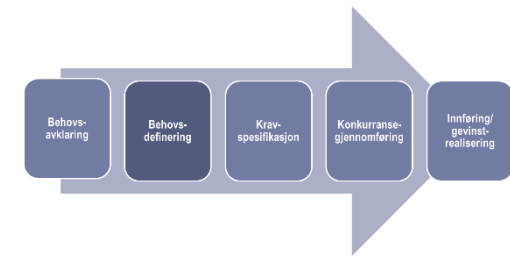 Behovs-
avklaring
Behovs-
definering
Krav-
spesifikasjon
Konkurranse-
gjennomføring
Innføring/
gevinst-
realisering